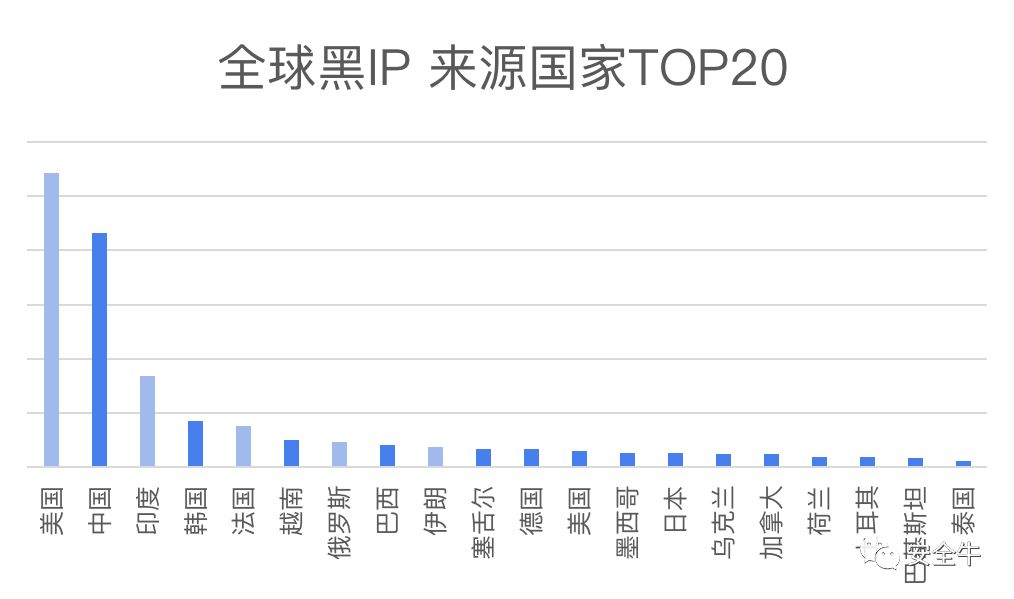 全球黑IP 来源国家TOP20
美国
中国
印度
韩国
法国
越南
俄罗斯
巴西
伊朗
塞舌尔
德国
美国
墨西哥
日本
乌克兰
加拿大
荷兰
耳其
巴基斯坦
泰国
安全牛